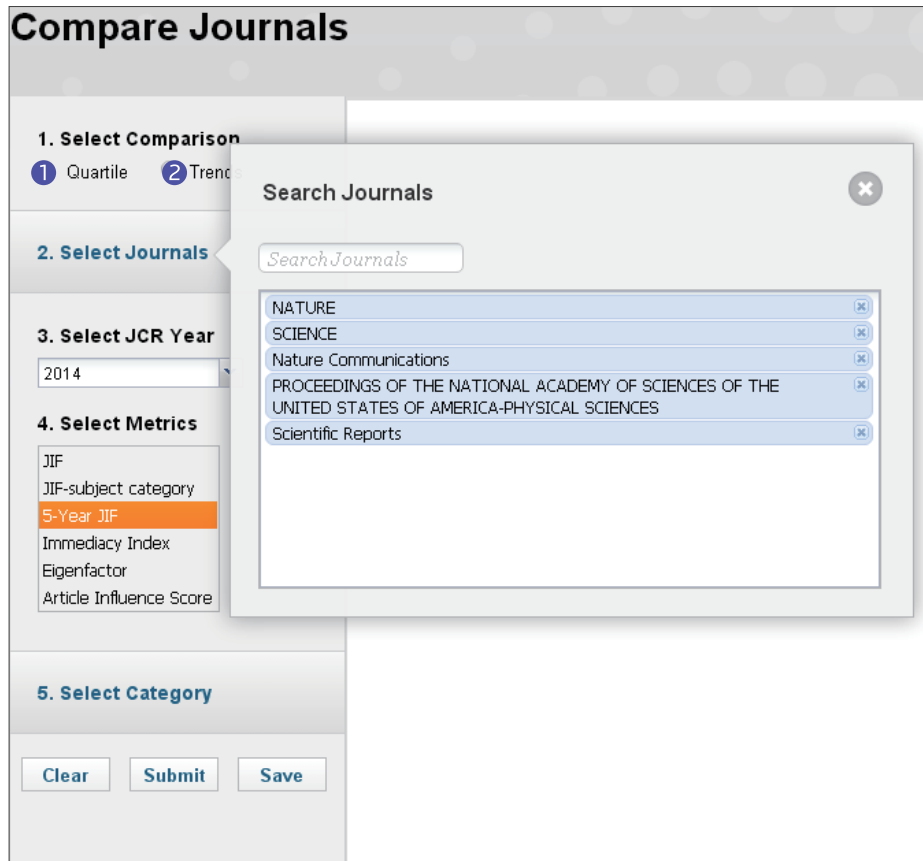 Compare Journals
1. Select Comparison
1 Quartile 2 Trends
2. Select Journals
3. Select JCR Year
2014
4. Select Metrics
JIF
JIF-subject category
5-Year JIF
Immediacy Index
Eigenfactor
Article Influence Score
5. Select Category
Clear Submit Save
Search Journals
Search Journals
NATURE
SCIENCE
Nature Communications
PROCEEDINGS OF THE NATIONAL ACADEMY OF SCIENCES OF THE
UNITED STATES OF AMERICA-PHYSICAL SCIENCES
Scientific Reports